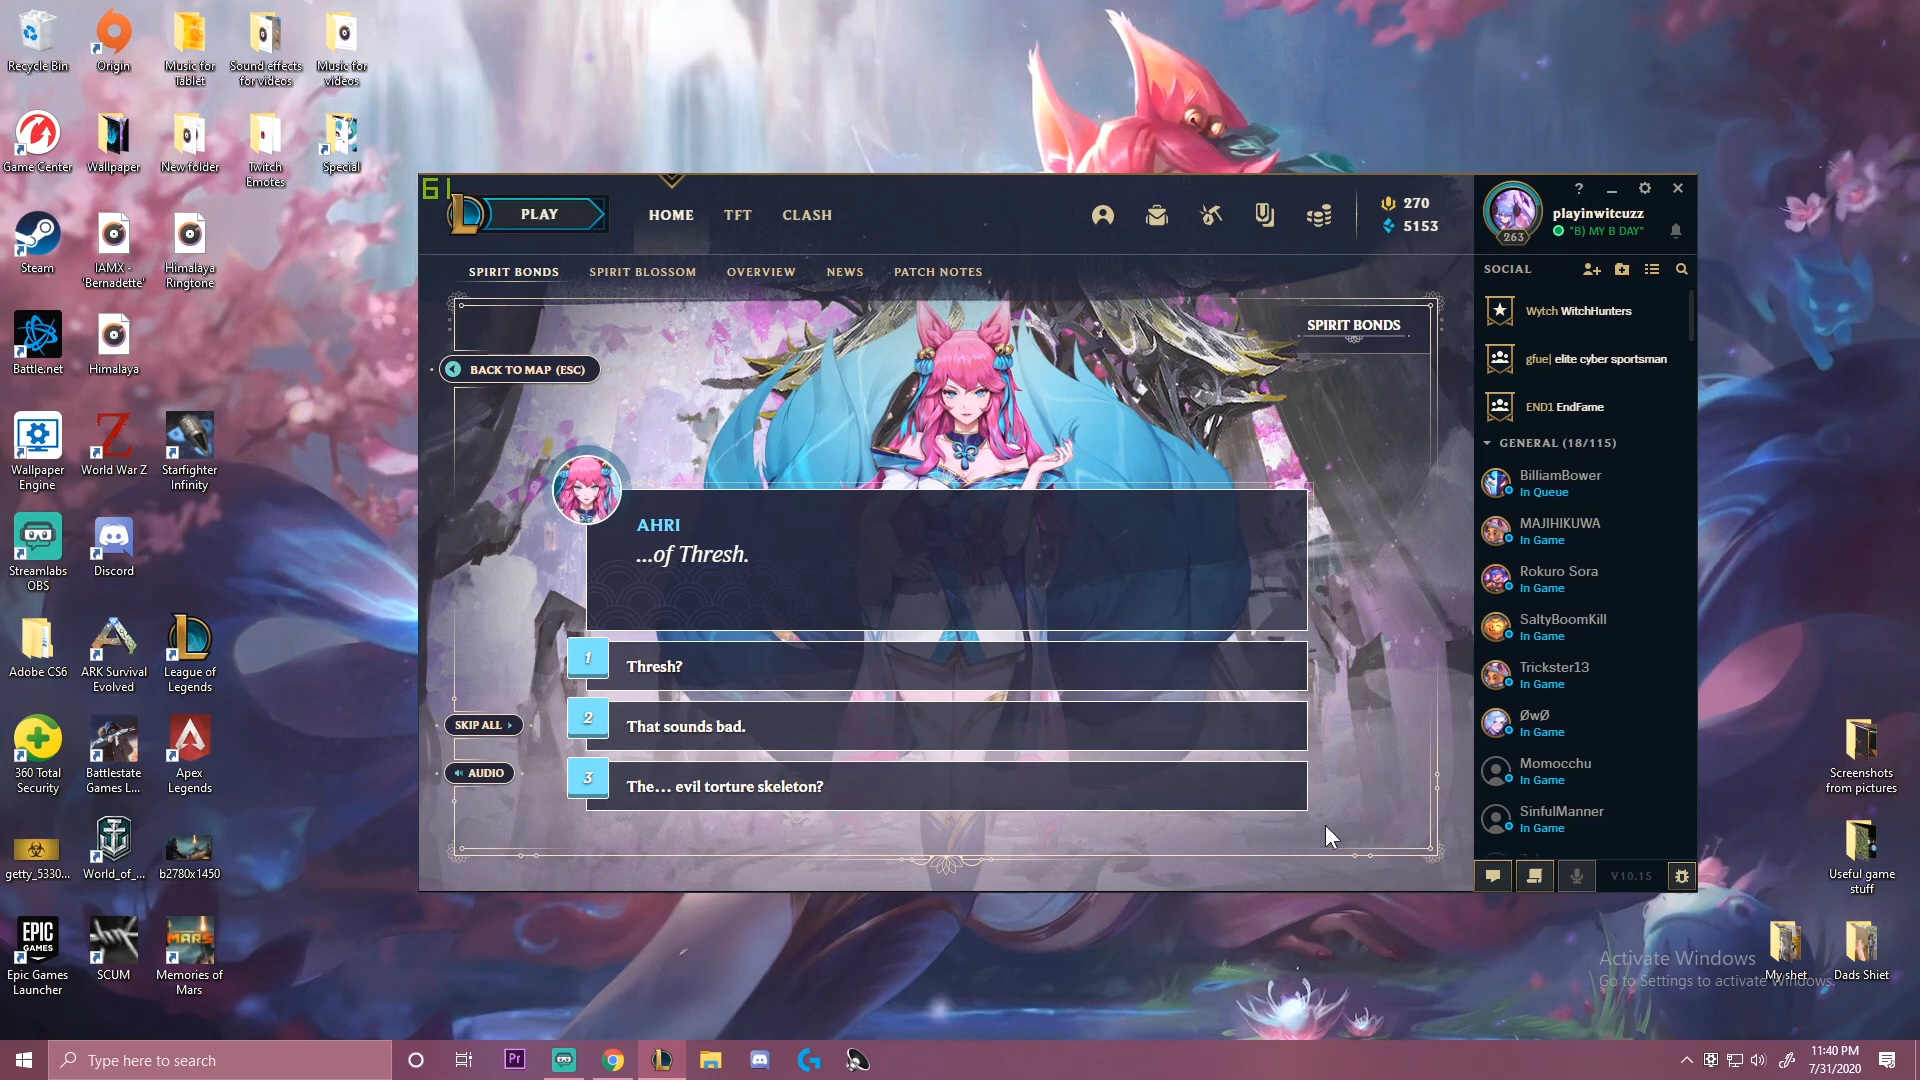 Recycle Bin
Origin
Music for
Tablet
Sound effects
for videos
Music for
videos
Game Center
Wallpaper
New folder
Twitch
Emotes
Special
Steam
IAMX -
'Bernadette'
Himalaya
Ringtone
Battle.net
Himalaya
Wallpaper
Engine
World War Z
Starfighter
Infinity
Streamlabs
OBS
Discord
Adobe CS6
ARK Survival
Evolved
League of
Legends
360 Total
Security
Battlestate
Games L...
Apex
Legends
getty_5330...
World_of_...
b2780x1450
EPIC
GAMES
Epic Games
Launcher
SCUM
MARS
Memories of
Mars
61
PLAY
HOME
TFT
CLASH
270
5153
SPIRIT BONDS
SPIRIT BLOSSOM
OVERVIEW
NEWS
PATCH NOTES
SPIRIT BONDS
BACK TO MAP (ESC)
AHRI
...of Thresh.
1
Thresh?
2
That sounds bad.
3
The... evil torture skeleton?
SKIP ALL
AUDIO
?
263
playinwitcuzz
"B) MY B DAY"
SOCIAL
Wytch WitchHunters
gfue| elite cyber sportsman
END1 EndFame
GENERAL (18/115)
BilliamBower
In Queue
MAJIHIKUWA
In Game
Rokuro Sora
In Game
SaltyBoomKill
In Game
Trickster13
In Game
ØwØ
In Game
Momocchu
In Game
SinfulManner
In Game
V10.15
Screenshots
from pictures
Useful game
stuff
My shet
Dads Shiet
Activate Windows
Go to Settings to activate Windows.
Type here to search
Pr
11:40 PM
7/31/2020